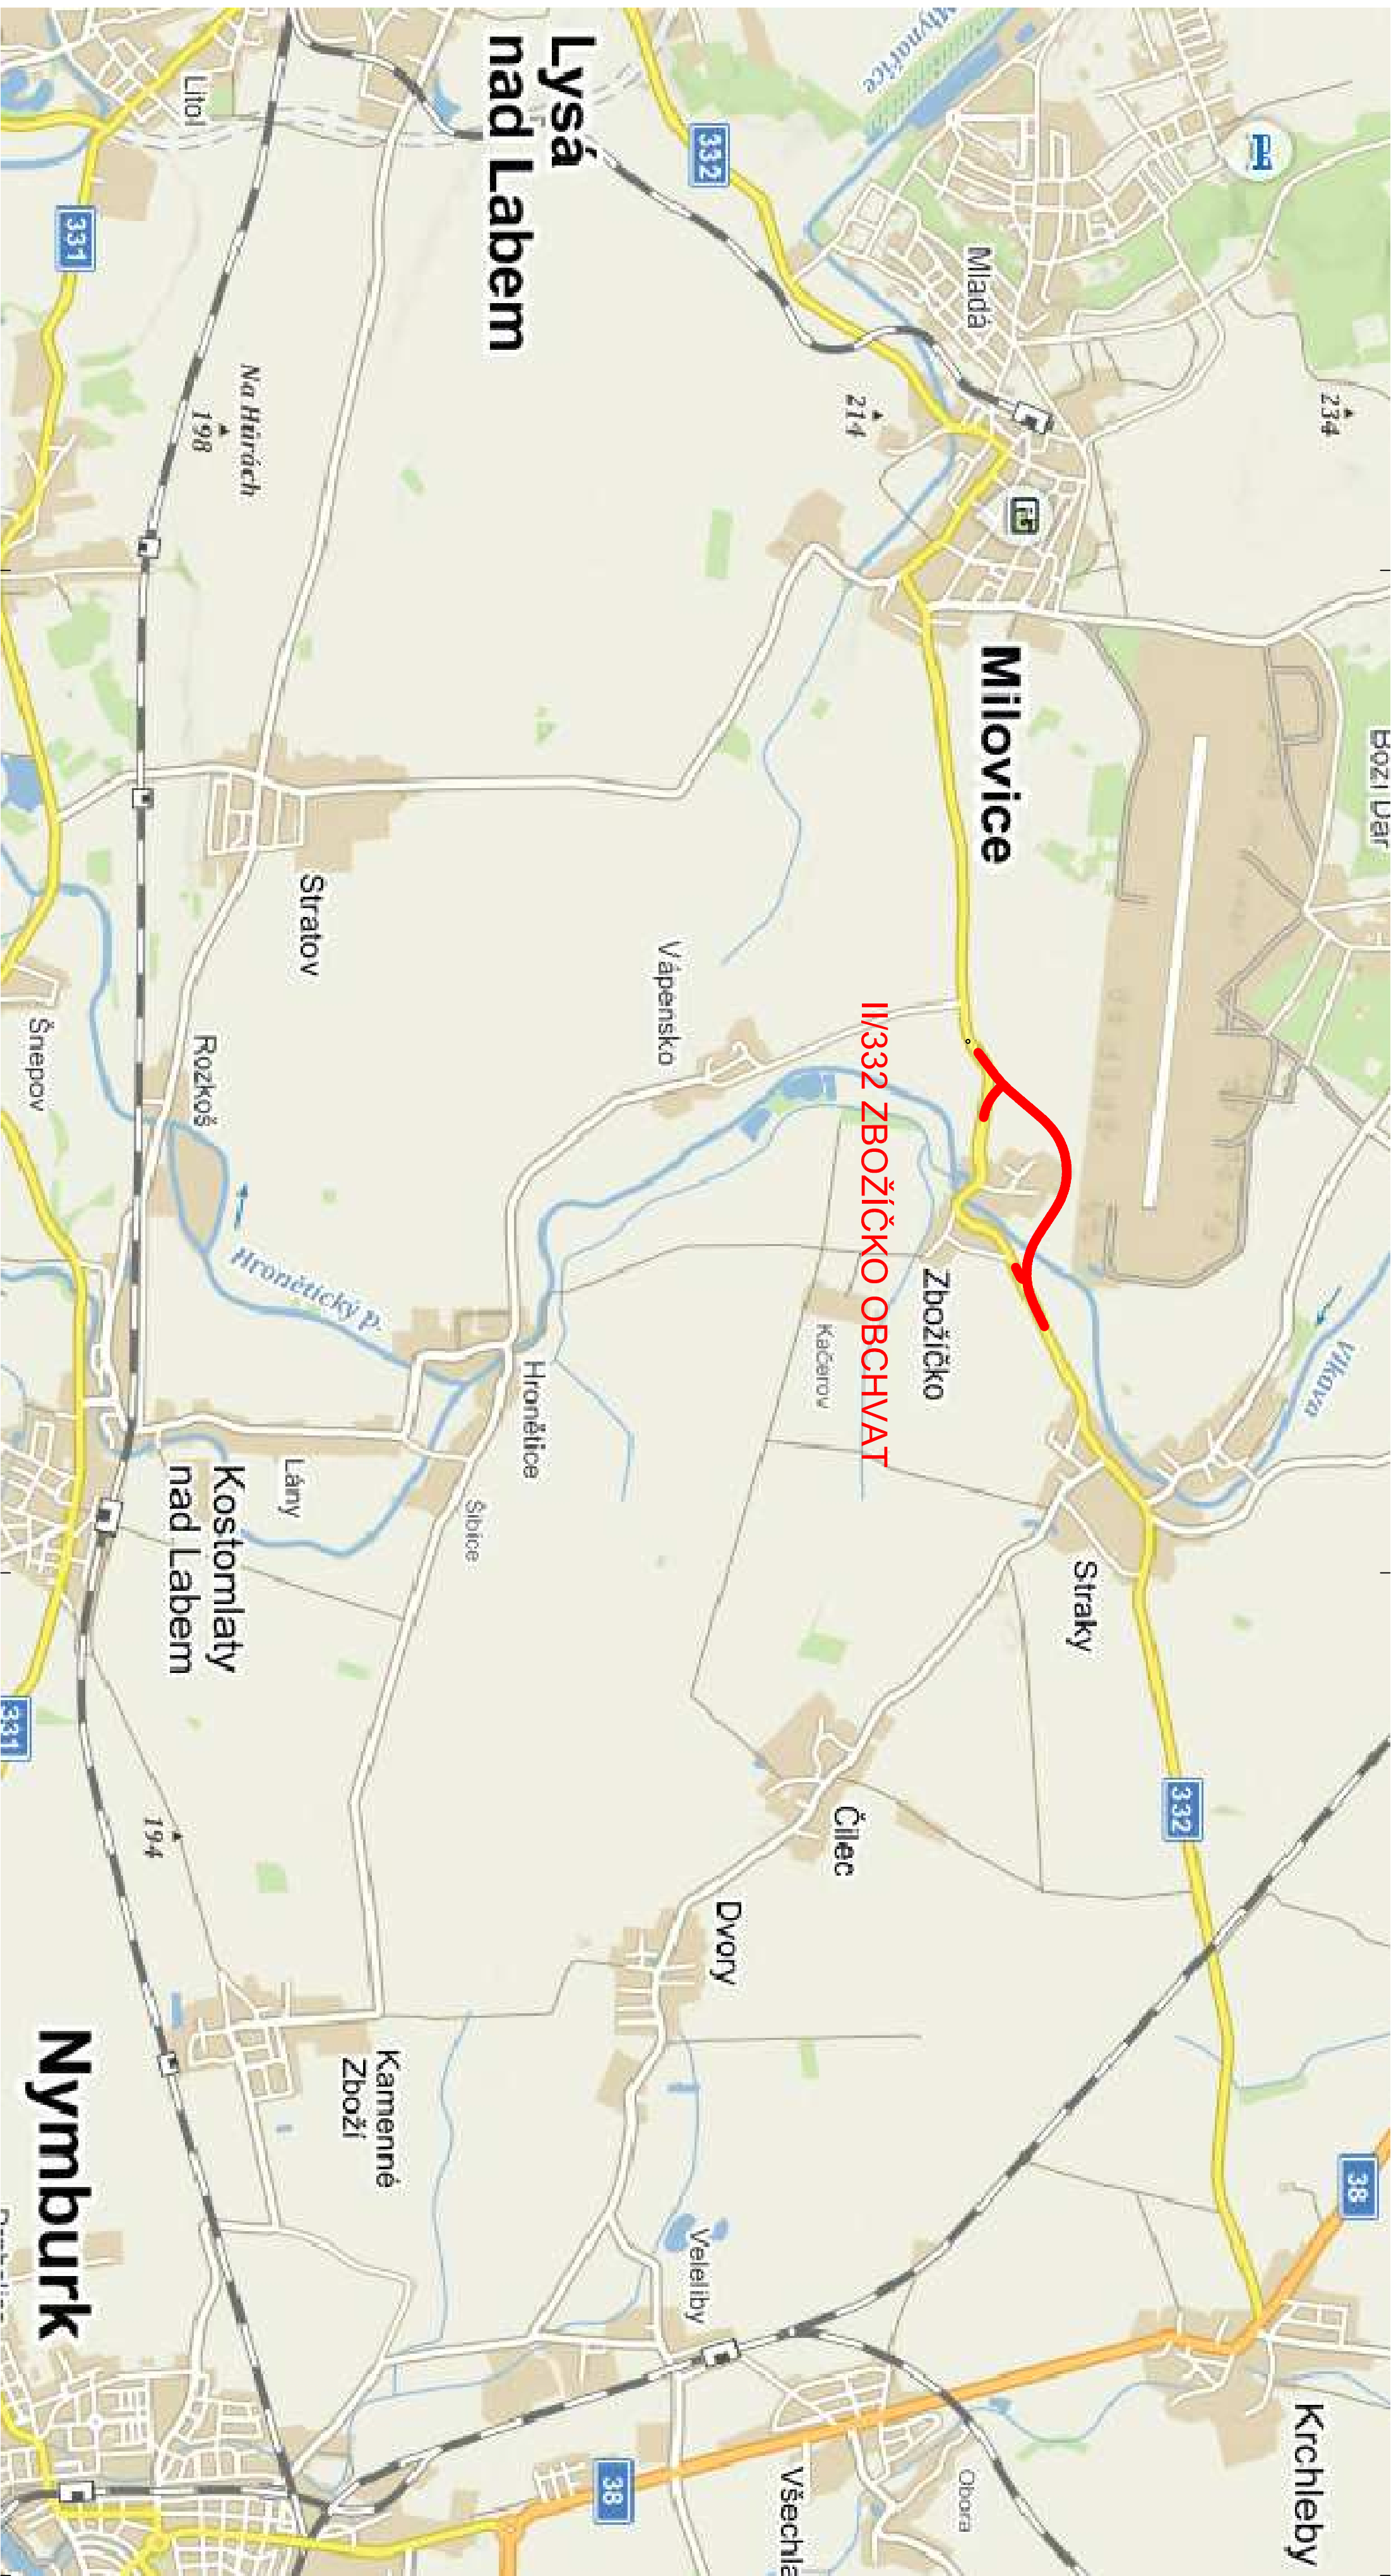 Boží Dar
38
234
Vlkava
Krchleby
332
Straky
Milovice
Mladá
Obora
Mlynařice
Zbožíčko
II/332 ZBOŽÍČKO OBCHVAT
214
Čilec
Kačerov
Všechla
Dvory
332
Veleliby
Vápensko
38
Lysá
nad Labem
Hronětice
Šibice
Kamenné
Zboží
Hronětický p.
Stratov
Lány
Na Hůrách
198
Kostomlaty
nad Labem
Rozkoš
Litol
194
331
Nymburk
Šnepov
331